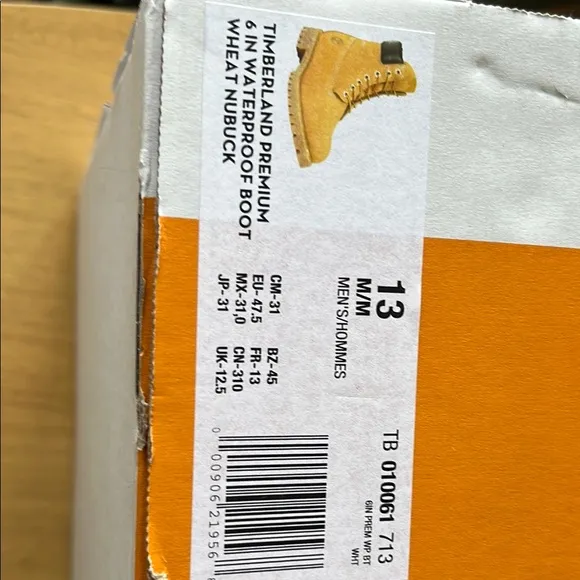 TIMBERLAND PREMIUM
6 IN WATERPROOF BOOT
WHEAT NUBUCK
13
M/M
MEN'S/HOMMES
CM-31 BZ-45
EU-47.5 FR-13
MX-31,0 CN-310
JP-31 UK-12.5
TB 010061 713
6IN PREM WP BT
WHT
0 00906 21956 8